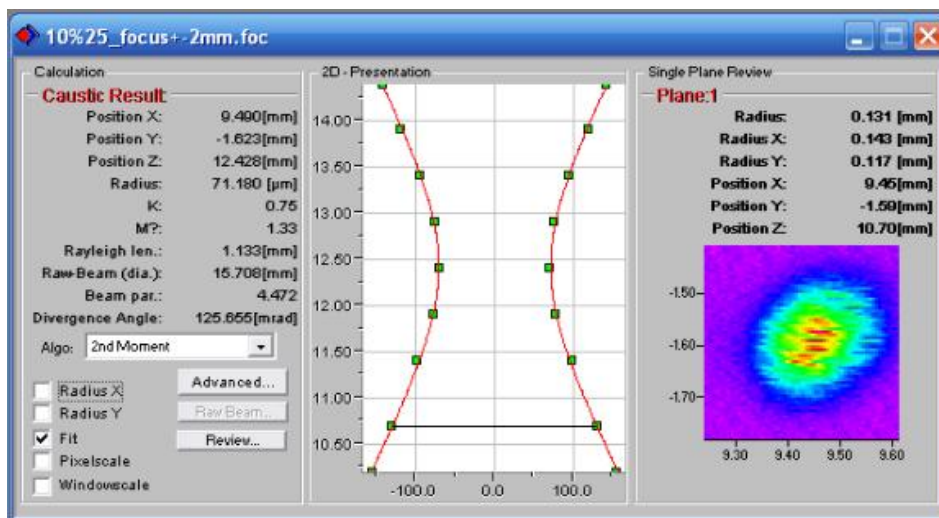 10%25_focus+-2mm.foc
Calculation
Caustic Result:
Position X: 9.490[mm]
Position Y: -1.623[mm]
Position Z: 12.428[mm]
Radius: 71.180 [µm]
K: 0.75
M?: 1.33
Rayleigh len.: 1.133[mm]
Raw-Beam (dia.): 15.708[mm]
Beam par.: 4.472
Divergence Angle: 125.655[mrad]
Algo: 2nd Moment
Radius X
Advanced...
Radius Y
Raw Beam...
Fit
Review...
Pixelscale
Windowscale
2D - Presentation
14.00
13.50
13.00
12.50
12.00
11.50
11.00
10.50
-100.0 0.0 100.0
Single Plane Review
Plane:1
Radius: 0.131 [mm]
Radius X: 0.143 [mm]
Radius Y: 0.117 [mm]
Position X: 9.45[mm]
Position Y: -1.59[mm]
Position Z: 10.70[mm]
-1.50
-1.60
-1.70
9.30 9.40 9.50 9.60